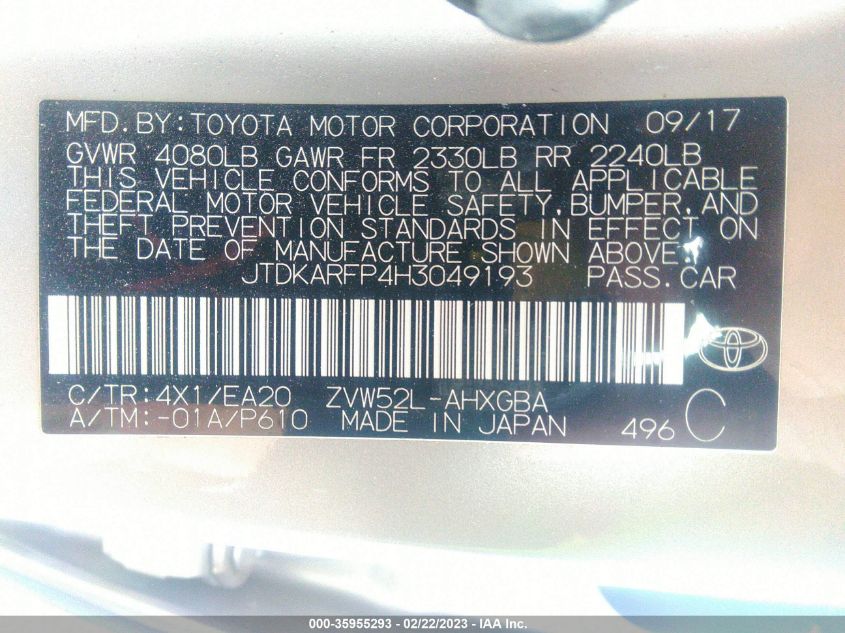 MFD.BY:TOYOTA MOTOR CORPORATION 09/17
GVWR 4080LB GAWR FR 2330LB RR 2240LB
THIS VEHICLE CONFORMS TO ALL APPLICABLE
FEDERAL MOTOR VEHICLE SAFETY,BUMPER,AND
THEFT PREVENTION STANDARDS IN EFFECT ON
THE DATE OF MANUFACTURE SHOWN ABOVE.
JTDKARFP4H3049193 PASS.CAR
C/TR:4X1/EA20 ZVW52L-AHXGBA
A/TM:-01A/P610 MADE IN JAPAN 496 C
000-35955293 - 02/22/2023 - IAA Inc.